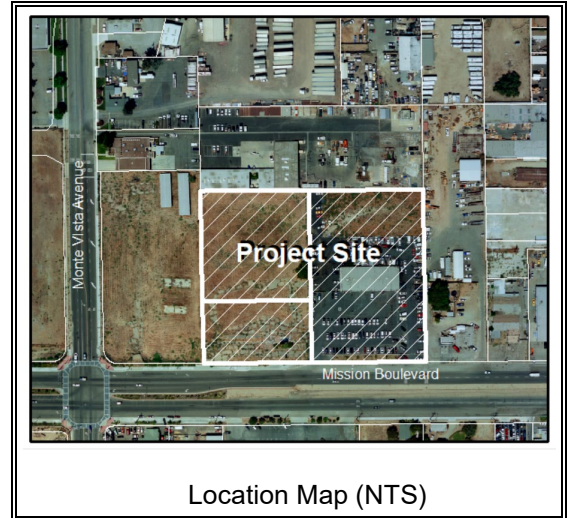 Monte Vista Avenue
Project Site
Mission Boulevard
Location Map (NTS)